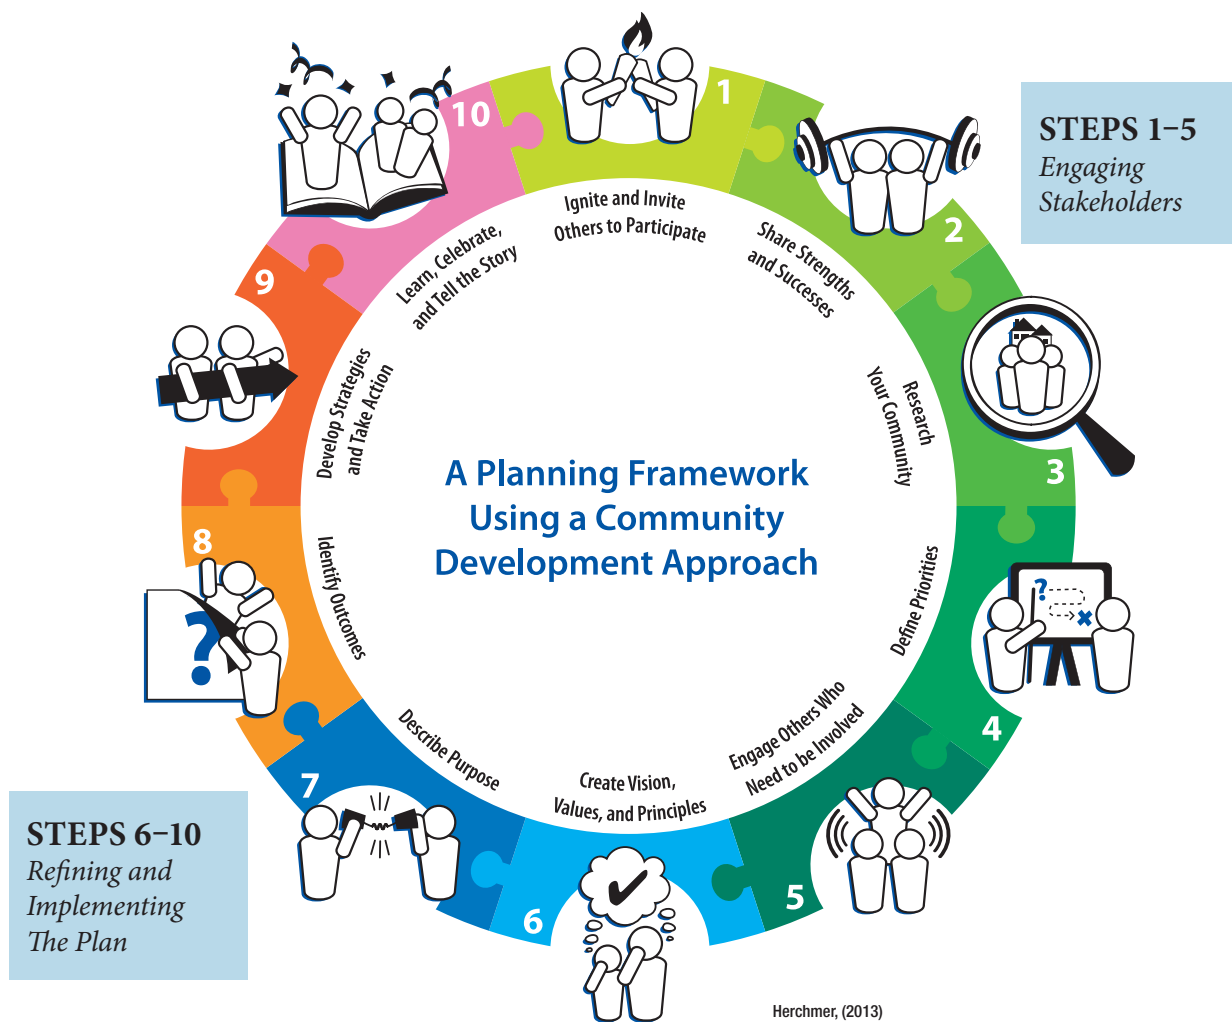 1
Ignite and Invite
Others to Participate
2
Share Strengths
and Successes
3
Research
Your Community
4
Define Priorities
5
Engage Others Who
Need to be Involved
6
Create Vision,
Values, and Principles
7
Describe Purpose
8
Identify Outcomes
?
9
Develop Strategies
and Take Action
10
Learn, Celebrate,
and Tell the Story
A Planning Framework
Using a Community
Development Approach
STEPS 1–5
Engaging
Stakeholders
?
STEPS 6–10
Refining and
Implementing
The Plan
Herchmer, (2013)